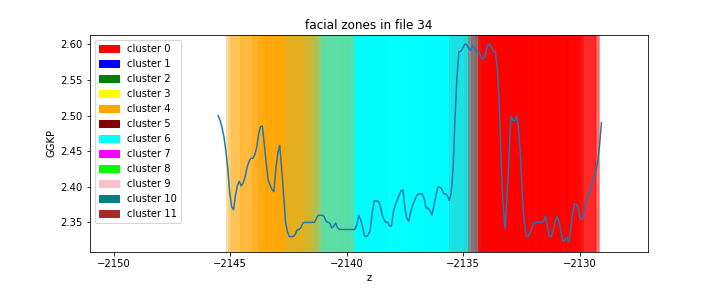 facial zones in file 34
GGKP
2.60
2.55
2.50
2.45
2.40
2.35
cluster 0
cluster 1
cluster 2
cluster 3
cluster 4
cluster 5
cluster 6
cluster 7
cluster 8
cluster 9
cluster 10
cluster 11
−2150 −2145 −2140 −2135 −2130
z